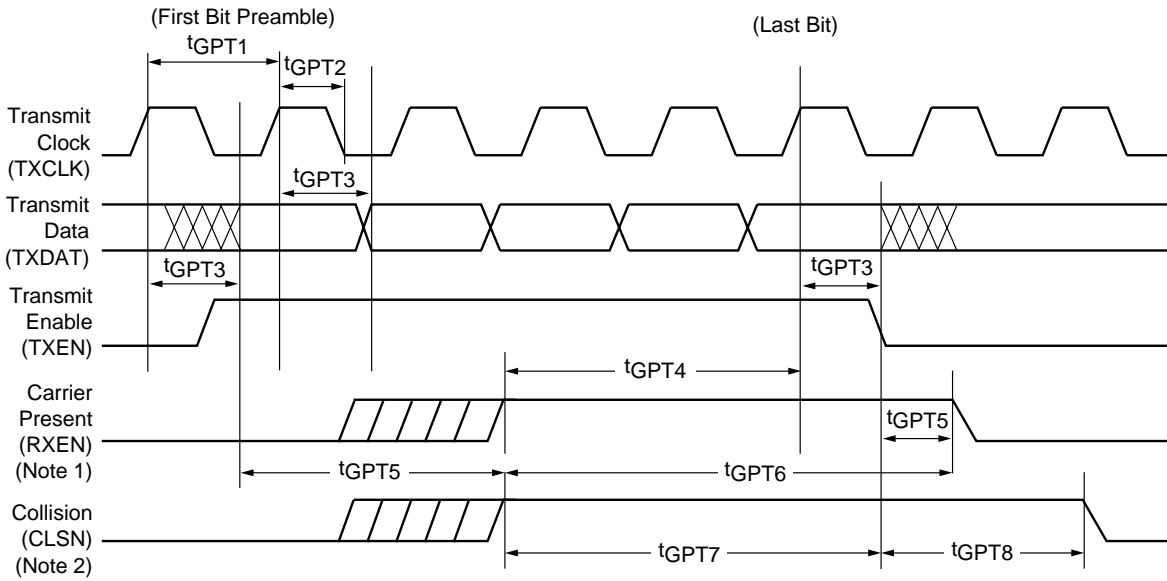 (First Bit Preamble)
(Last Bit)
tGPT1
tGPT2
Transmit
Clock
(TXCLK)
tGPT3
Transmit
Data
(TXDAT)
tGPT3
tGPT3
Transmit
Enable
(TXEN)
tGPT4
Carrier
Present
(RXEN)
(Note 1)
tGPT5
tGPT5
tGPT6
Collision
(CLSN)
(Note 2)
tGPT7
tGPT8